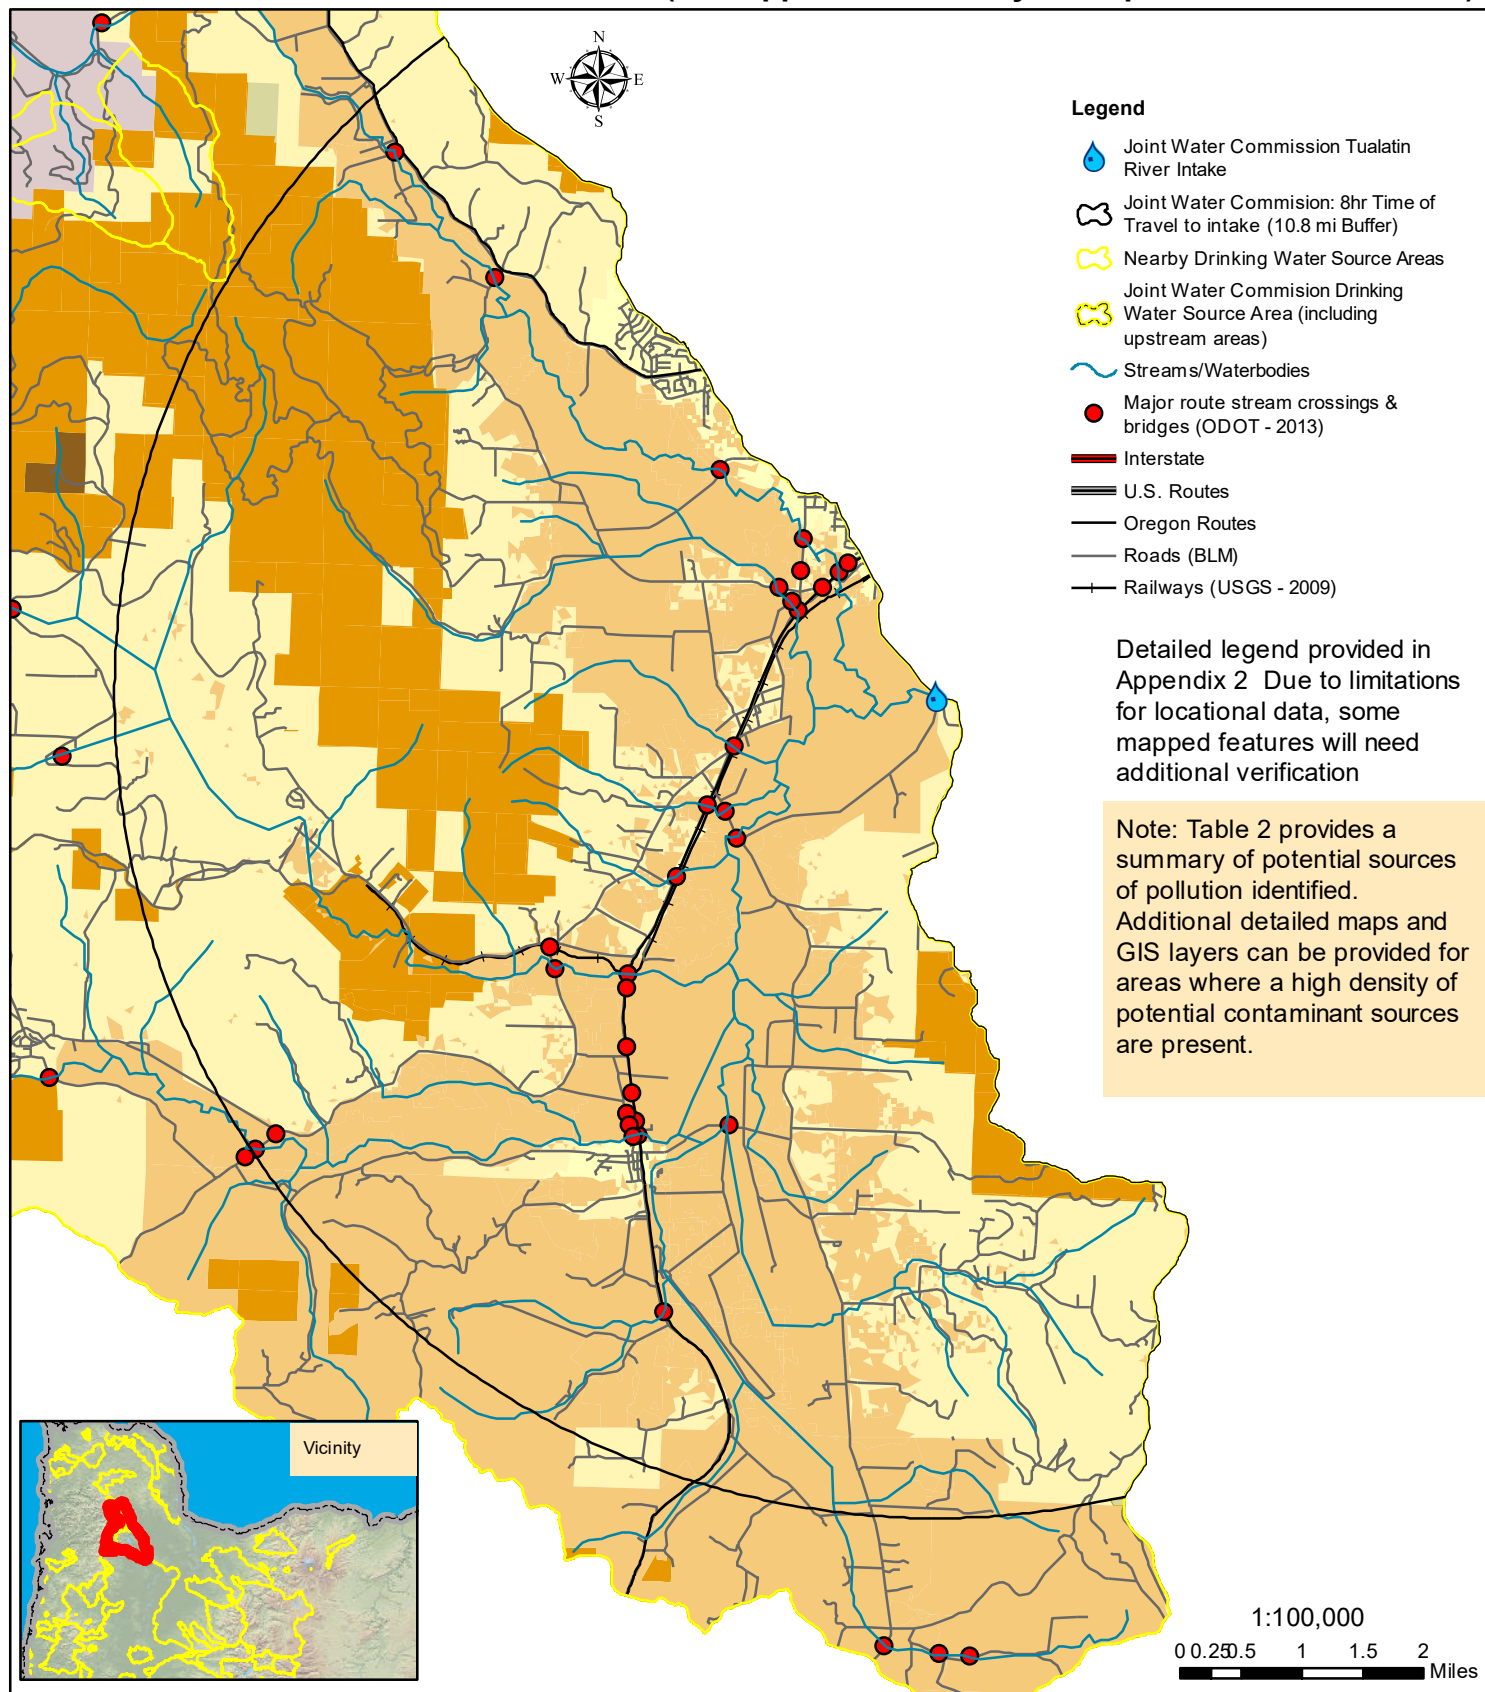 N
W E
S
Legend
Joint Water Commission Tualatin
River Intake
Joint Water Commision: 8hr Time of
Travel to intake (10.8 mi Buffer)
Nearby Drinking Water Source Areas
Joint Water Commision Drinking
Water Source Area (including
upstream areas)
Streams/Waterbodies
Major route stream crossings &
bridges (ODOT - 2013)
Interstate
U.S. Routes
Oregon Routes
Roads (BLM)
Railways (USGS - 2009)
Detailed legend provided in
Appendix 2 Due to limitations
for locational data, some
mapped features will need
additional verification
Note: Table 2 provides a
summary of potential sources
of pollution identified.
Additional detailed maps and
GIS layers can be provided for
areas where a high density of
potential contaminant sources
are present.
Vicinity
1:100,000
0 0.25 0.5 1 1.5 2
Miles